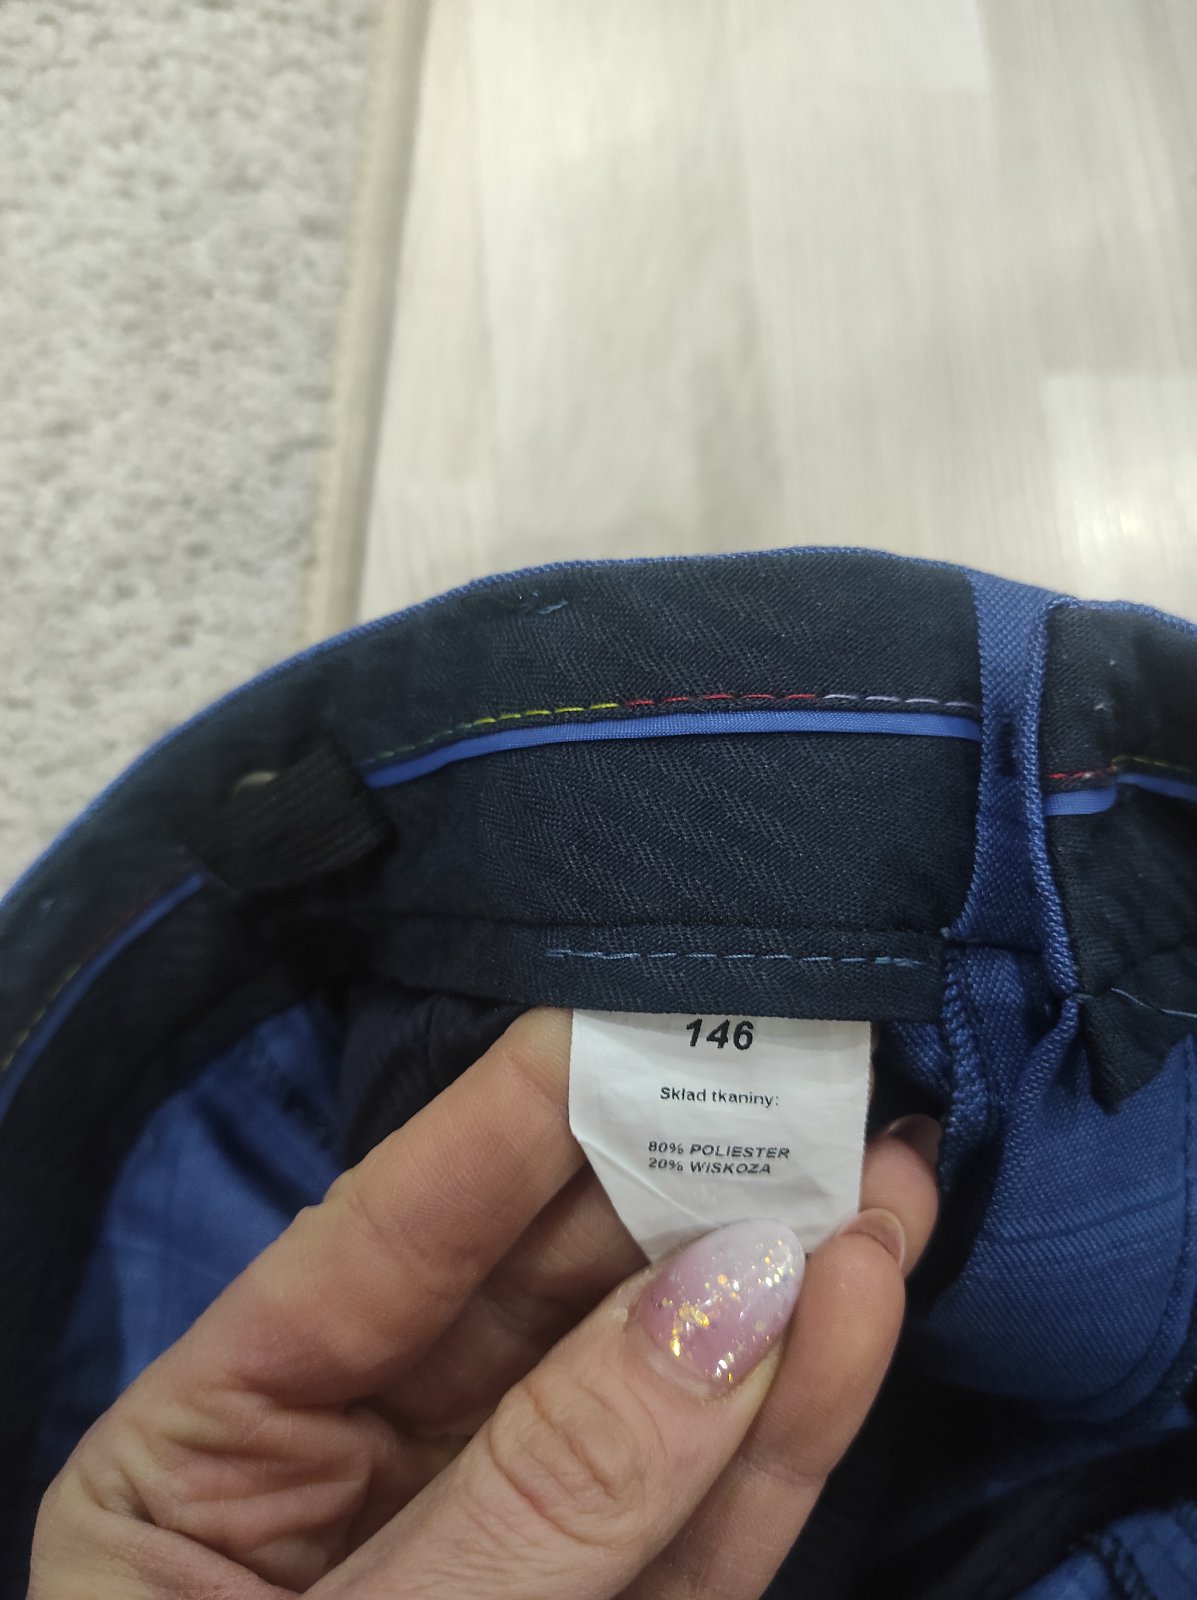 146
Skład tkaniny:
80% POLIESTER
20% WISKOZA